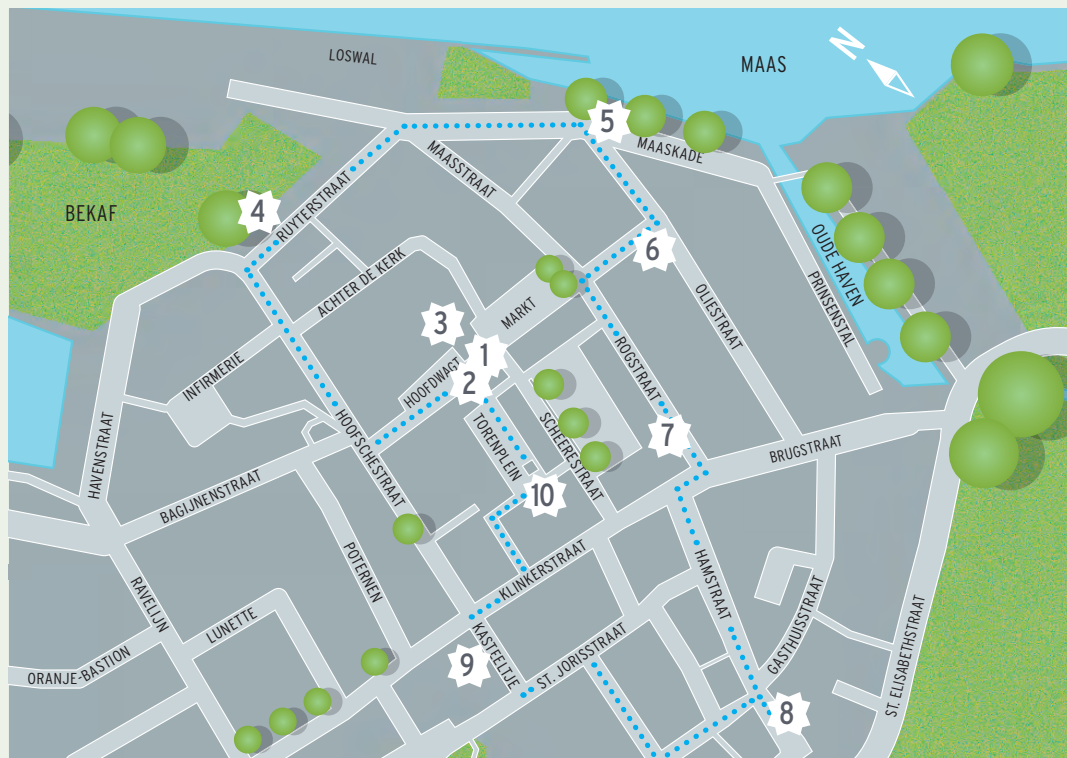 LOSWAL
N
MAAS
5
MAASKADE
MAASSTRAAT
RUYTERSTRAAT
4
BEKAF
6
OUDE HAVEN
ACHTER DE KERK
PRINSENSTAL
OLIESTRAAT
MARKT
3
1
2
ROGSTRAAT
INFIRMERIE
HOOFDWACHT
HOOFSCHESTRAAT
TORENPLEIN
SCHEERESTRAAT
7
BRUGSTRAAT
HAVENSTRAAT
BAGIJNENSTRAAT
10
POTERNEN
KLINKERSTRAAT
HAMSTRAAT
RAVELIJN
LUNETTE
KASTEELTJE
ST. JORISSTRAAT
GASTHUISSTRAAT
ST. ELISABETHSTRAAT
ORANJE-BASTION
9
8